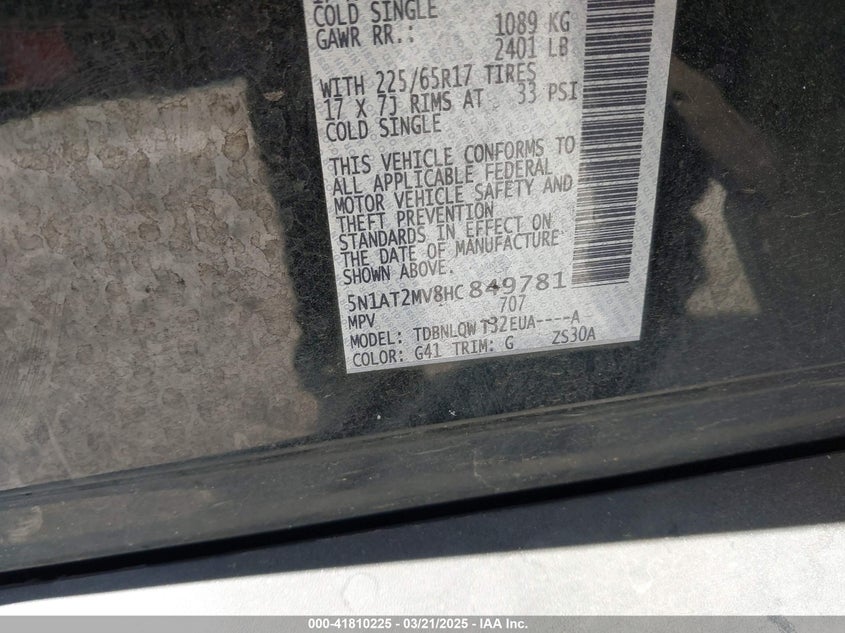 COLD SINGLE
GAWR RR.: 1089 KG
2401 LB
WITH 225/65R17 TIRES
17 X 7J RIMS AT 33 PSI
COLD SINGLE
THIS VEHICLE CONFORMS TO
ALL APPLICABLE FEDERAL
MOTOR VEHICLE SAFETY AND
THEFT PREVENTION
STANDARDS IN EFFECT ON
THE DATE OF MANUFACTURE
SHOWN ABOVE.
5N1AT2MV8HC849781
MPV 707
MODEL: TDBNLQWT32EUA----A
COLOR: G41 TRIM: G ZS30A
000-41810225 - 03/21/2025 - IAA Inc.